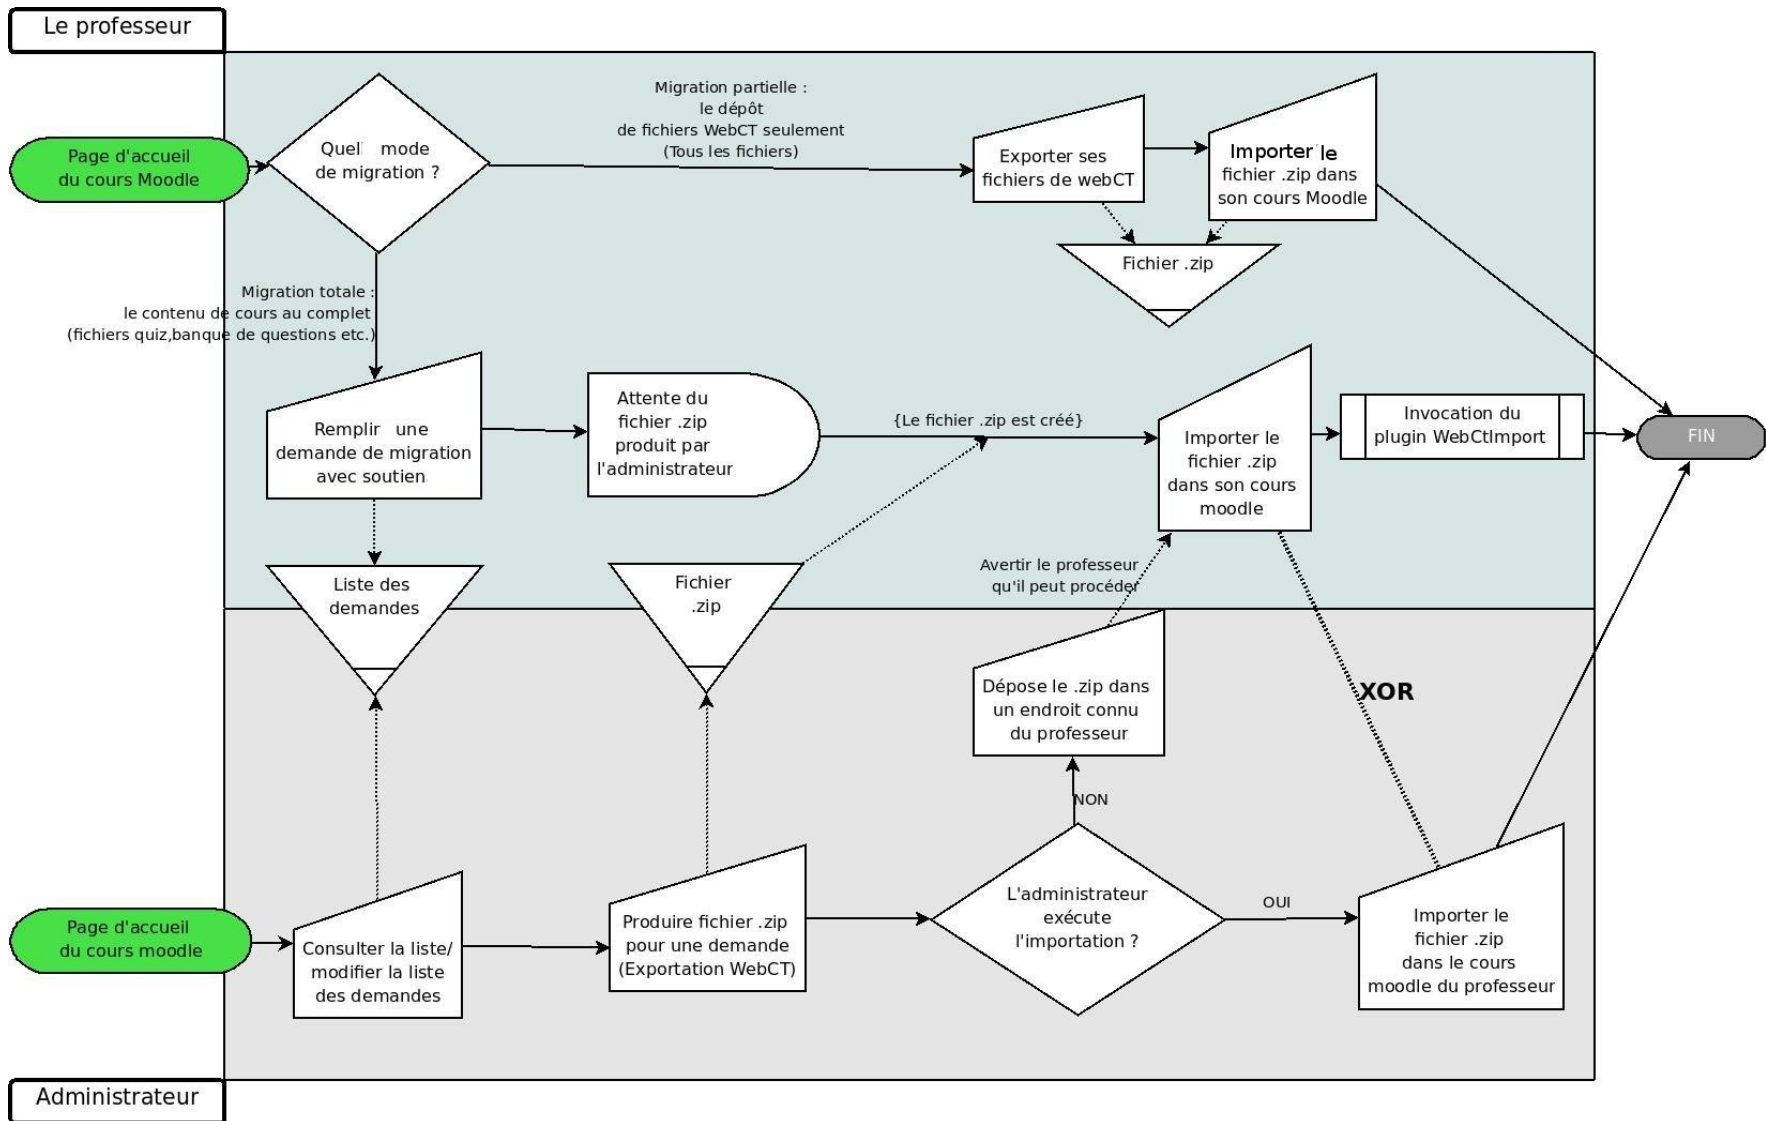 Le professeur
Page d'accueil
du cours Moodle
Quel mode
de migration ?
Migration partielle :
le dépôt
de fichiers WebCT seulement
(Tous les fichiers)
Exporter ses
fichiers de webCT
Importer le
fichier .zip dans
son cours Moodle
Fichier .zip
Migration totale :
le contenu de cours au complet
(fichiers quiz,banque de questions etc.)
Remplir une
demande de migration
avec soutien
Attente du
fichier .zip
produit par
l'administrateur
{Le fichier .zip est créé}
Importer le
fichier .zip
dans son cours
moodle
Invocation du
plugin WebCtImport
FIN
Liste des
demandes
Fichier
.zip
Avertir le professeur
qu'il peut procéder
Dépose le .zip dans
un endroit connu
du professeur
XOR
NON
Page d'accueil
du cours moodle
Consulter la liste/
modifier la liste
des demandes
Produire fichier .zip
pour une demande
(Exportation WebCT)
L'administrateur
exécute
l'importation ?
OUI
Importer le
fichier .zip
dans le cours
moodle du professeur
Administrateur